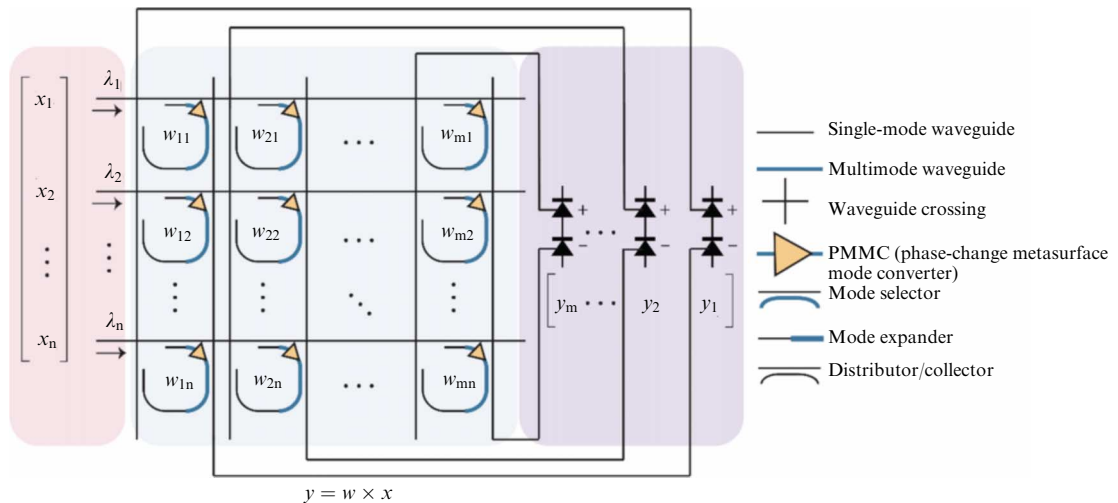 λ₁
x₁
w₁₁ w₂₁ ... wₘ₁
λ₂
x₂
w₁₂ w₂₂ ... wₘ₂
+ + +
...
− − −
⋮ ⋮ ⋮ ⋮ ⋱ ⋮
yₘ ... y₂ y₁
λₙ
xₙ
w₁ₙ w₂ₙ ... wₘₙ
y = w × x
Single-mode waveguide
Multimode waveguide
Waveguide crossing
PMMC (phase-change metasurface
mode converter)
Mode selector
Mode expander
Distributor/collector